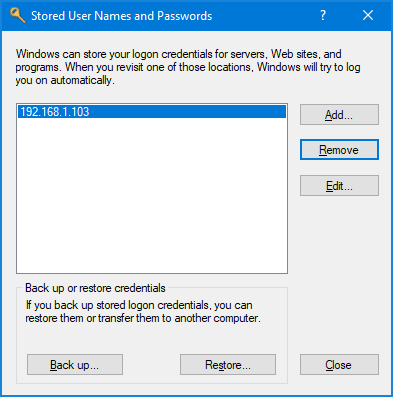 Stored User Names and Passwords
?
Windows can store your logon credentials for servers, Web sites, and
programs. When you revisit one of those locations, Windows will try to log
you on automatically.
192.168.1.103
Add...
Remove
Edit...
Back up or restore credentials
If you back up stored logon credentials, you can
restore them or transfer them to another computer.
Back up...
Restore...
Close